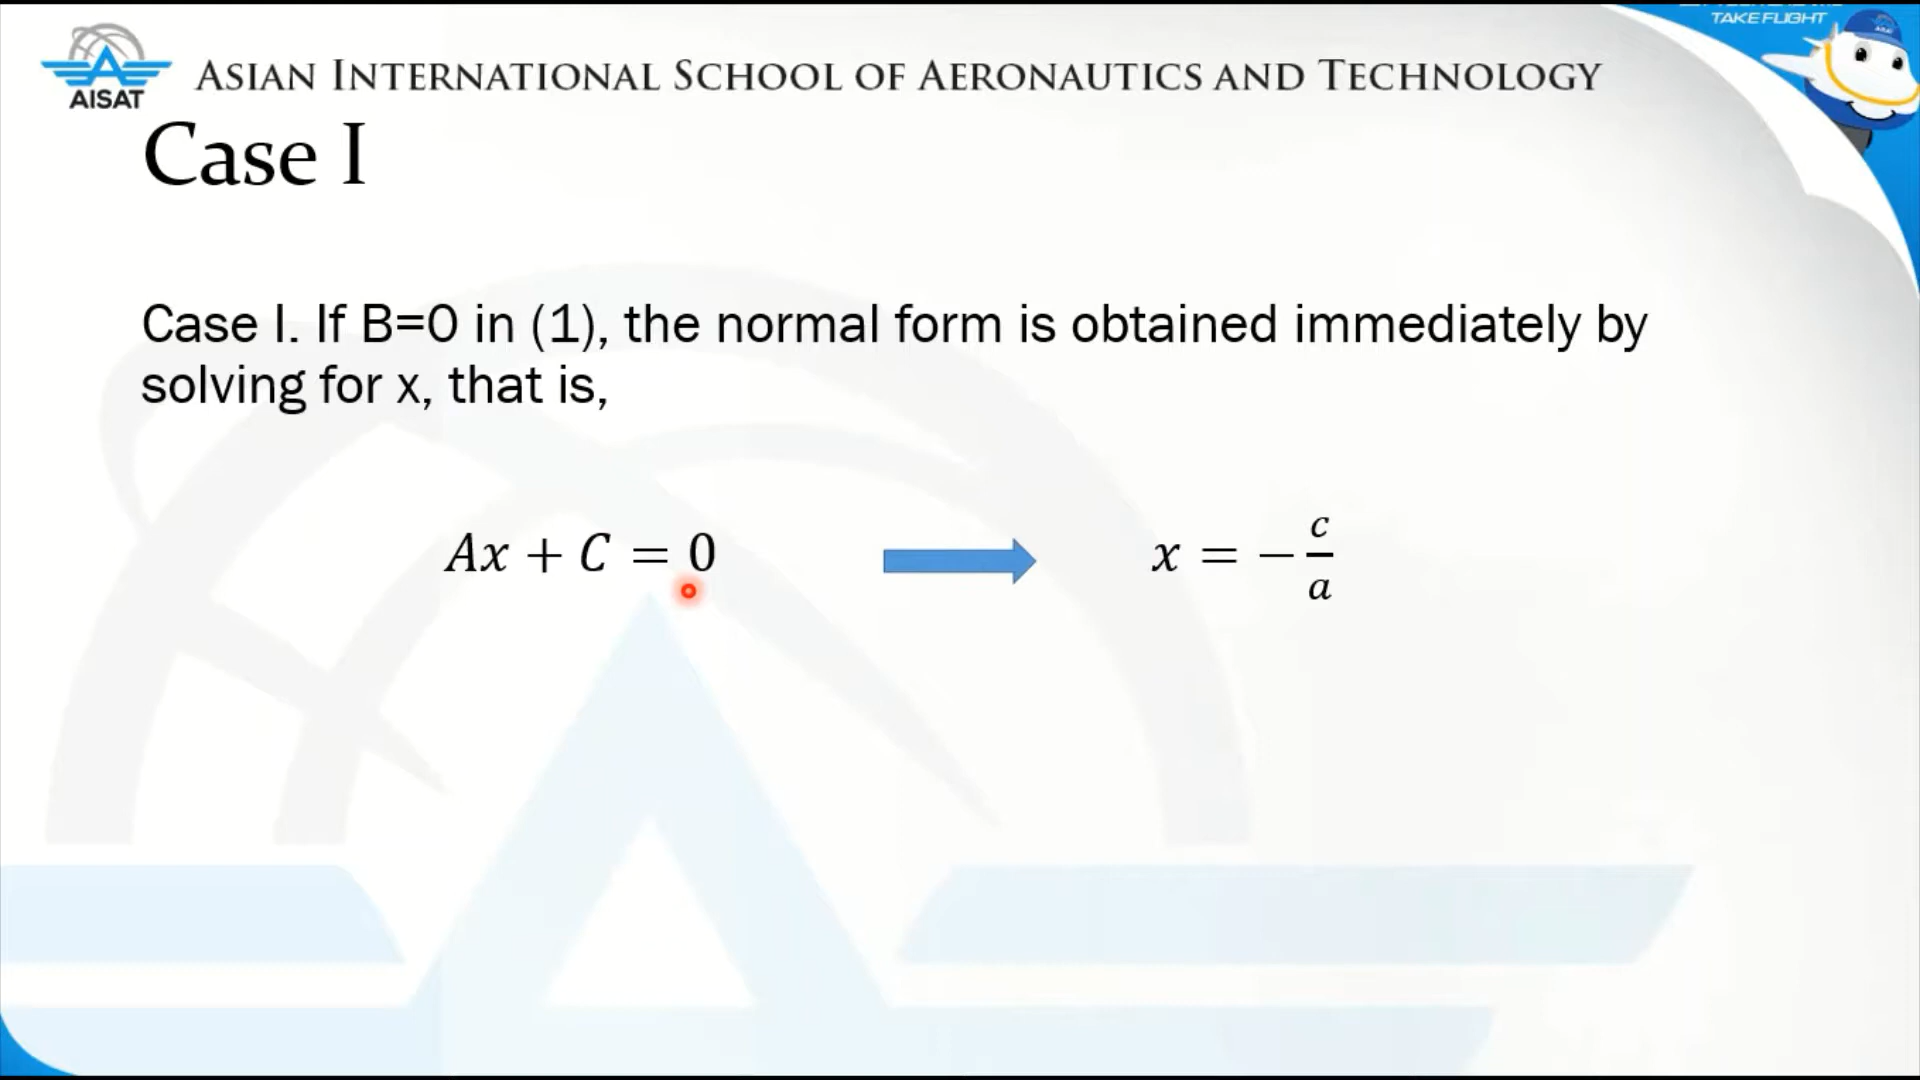 TAKE FLIGHT
AISAT
ASIAN INTERNATIONAL SCHOOL OF AERONAUTICS AND TECHNOLOGY
Case I
Case I. If B=0 in (1), the normal form is obtained immediately by
solving for x, that is,
Ax + C = 0
x = − c/a